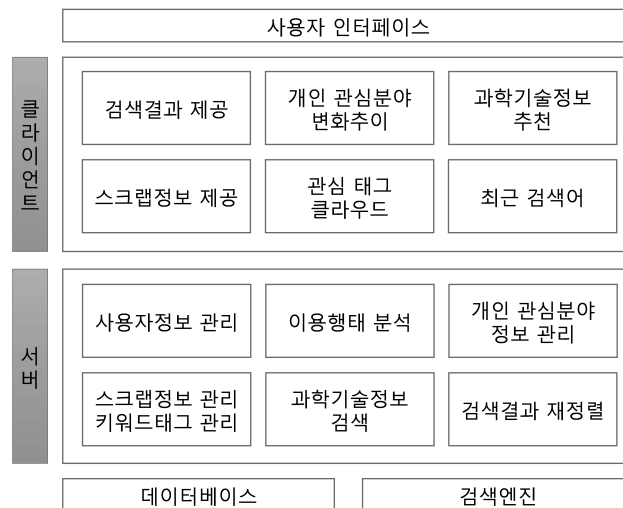 사용자 인터페이스
클라이언트
검색결과 제공
개인 관심분야
변화추이
과학기술정보
추천
스크랩정보 제공
관심 태그
클라우드
최근 검색어
서버
사용자정보 관리
이용행태 분석
개인 관심분야
정보 관리
스크랩정보 관리
키워드태그 관리
과학기술정보
검색
검색결과 재정렬
데이터베이스
검색엔진